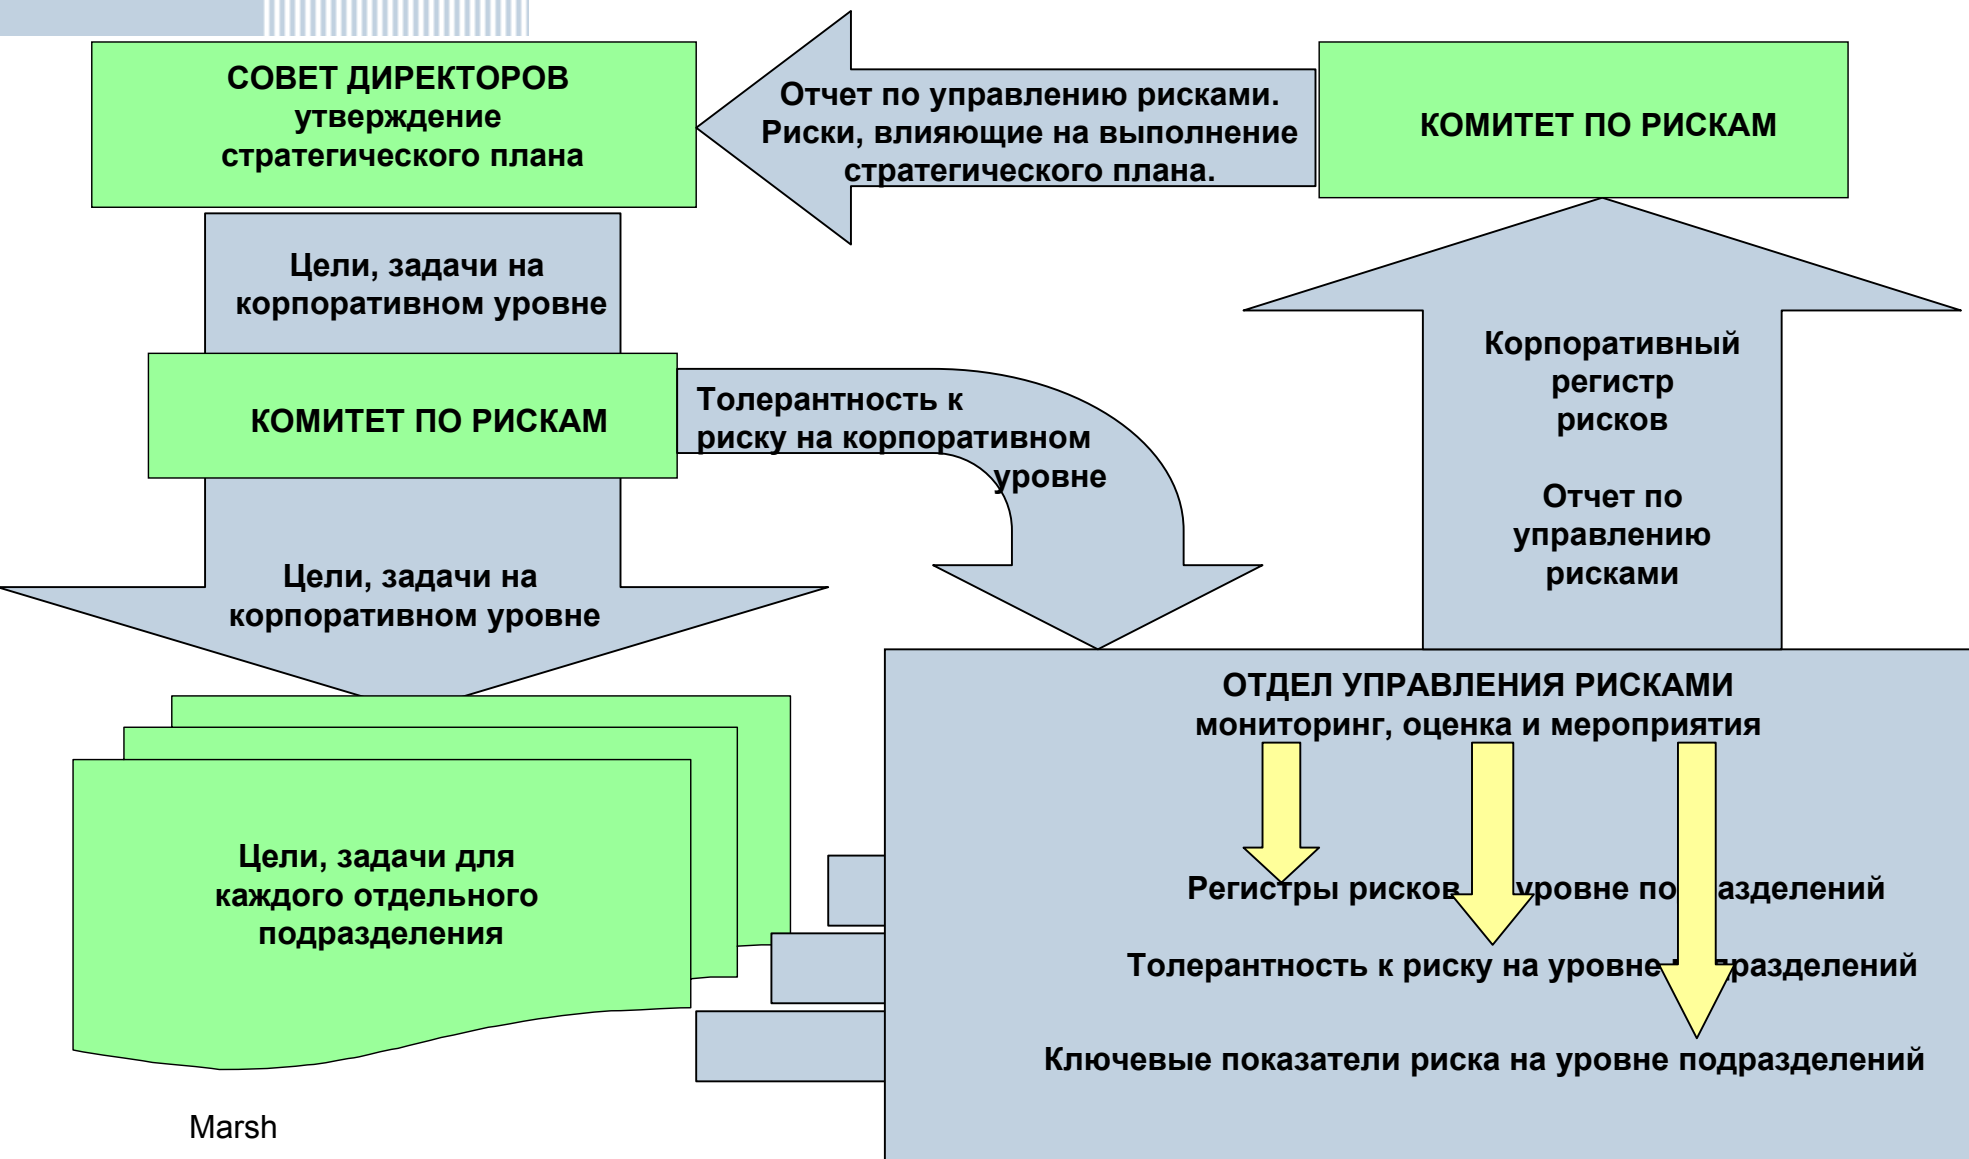 СОВЕТ ДИРЕКТОРОВ
утверждение
стратегического плана
Отчет по управлению рисками.
Риски, влияющие на выполнение
стратегического плана.
КОМИТЕТ ПО РИСКАМ
Цели, задачи на
корпоративном уровне
КОМИТЕТ ПО РИСКАМ
Толерантность к
риску на корпоративном
уровне
Корпоративный
регистр
рисков
Отчет по
управлению
рисками
Цели, задачи на
корпоративном уровне
ОТДЕЛ УПРАВЛЕНИЯ РИСКАМИ
мониторинг, оценка и мероприятия
Цели, задачи для
каждого отдельного
подразделения
Регистры рисков уровне подразделений
Толерантность к риску на уровне подразделений
Ключевые показатели риска на уровне подразделений
Marsh